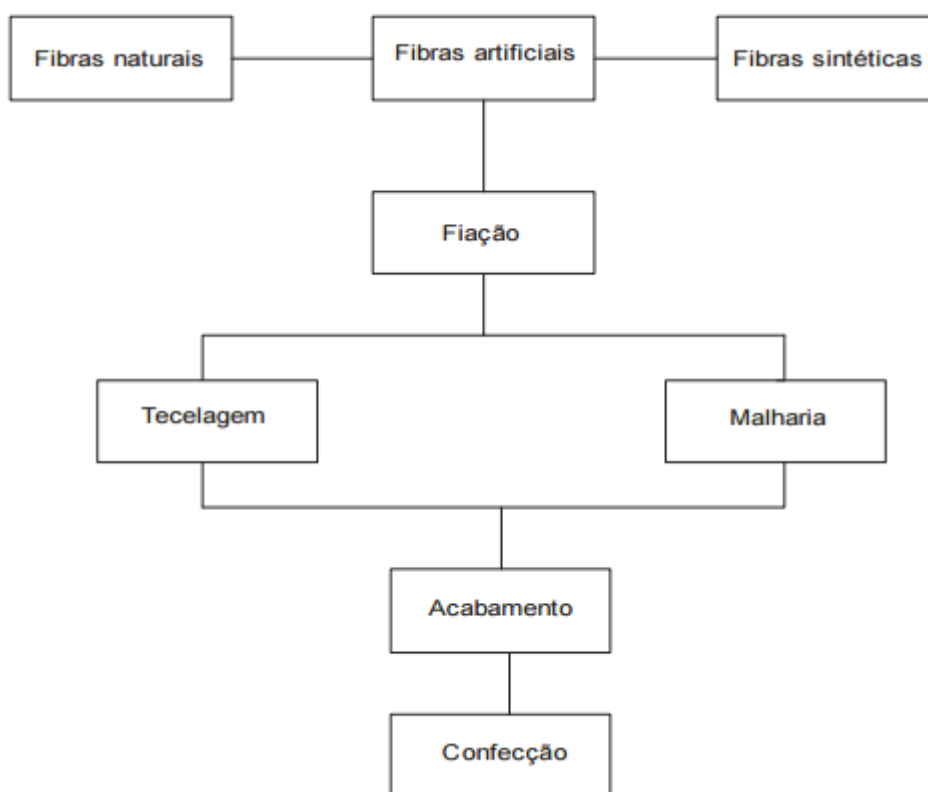 Fibras naturais
Fibras artificiais
Fibras sintéticas
Fiação
Tecelagem
Malharia
Acabamento
Confecção